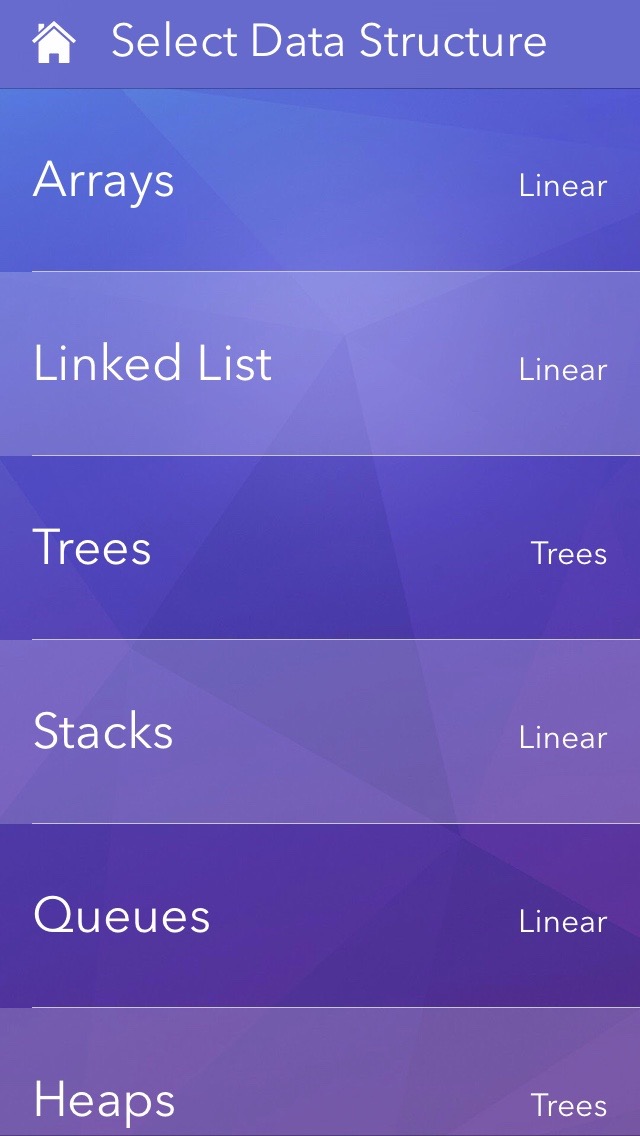 Select Data Structure
Arrays Linear
Linked List Linear
Trees Trees
Stacks Linear
Queues Linear
Heaps Trees